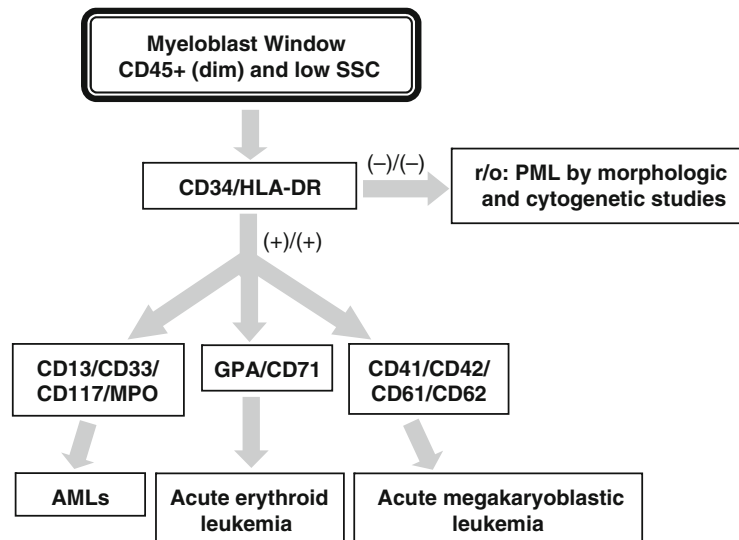 Myeloblast Window
CD45+ (dim) and low SSC
CD34/HLA-DR
(–)/(–)
r/o: PML by morphologic
and cytogenetic studies
(+)/(+)
CD13/CD33/
CD117/MPO
GPA/CD71
CD41/CD42/
CD61/CD62
AMLs
Acute erythroid
leukemia
Acute megakaryoblastic
leukemia